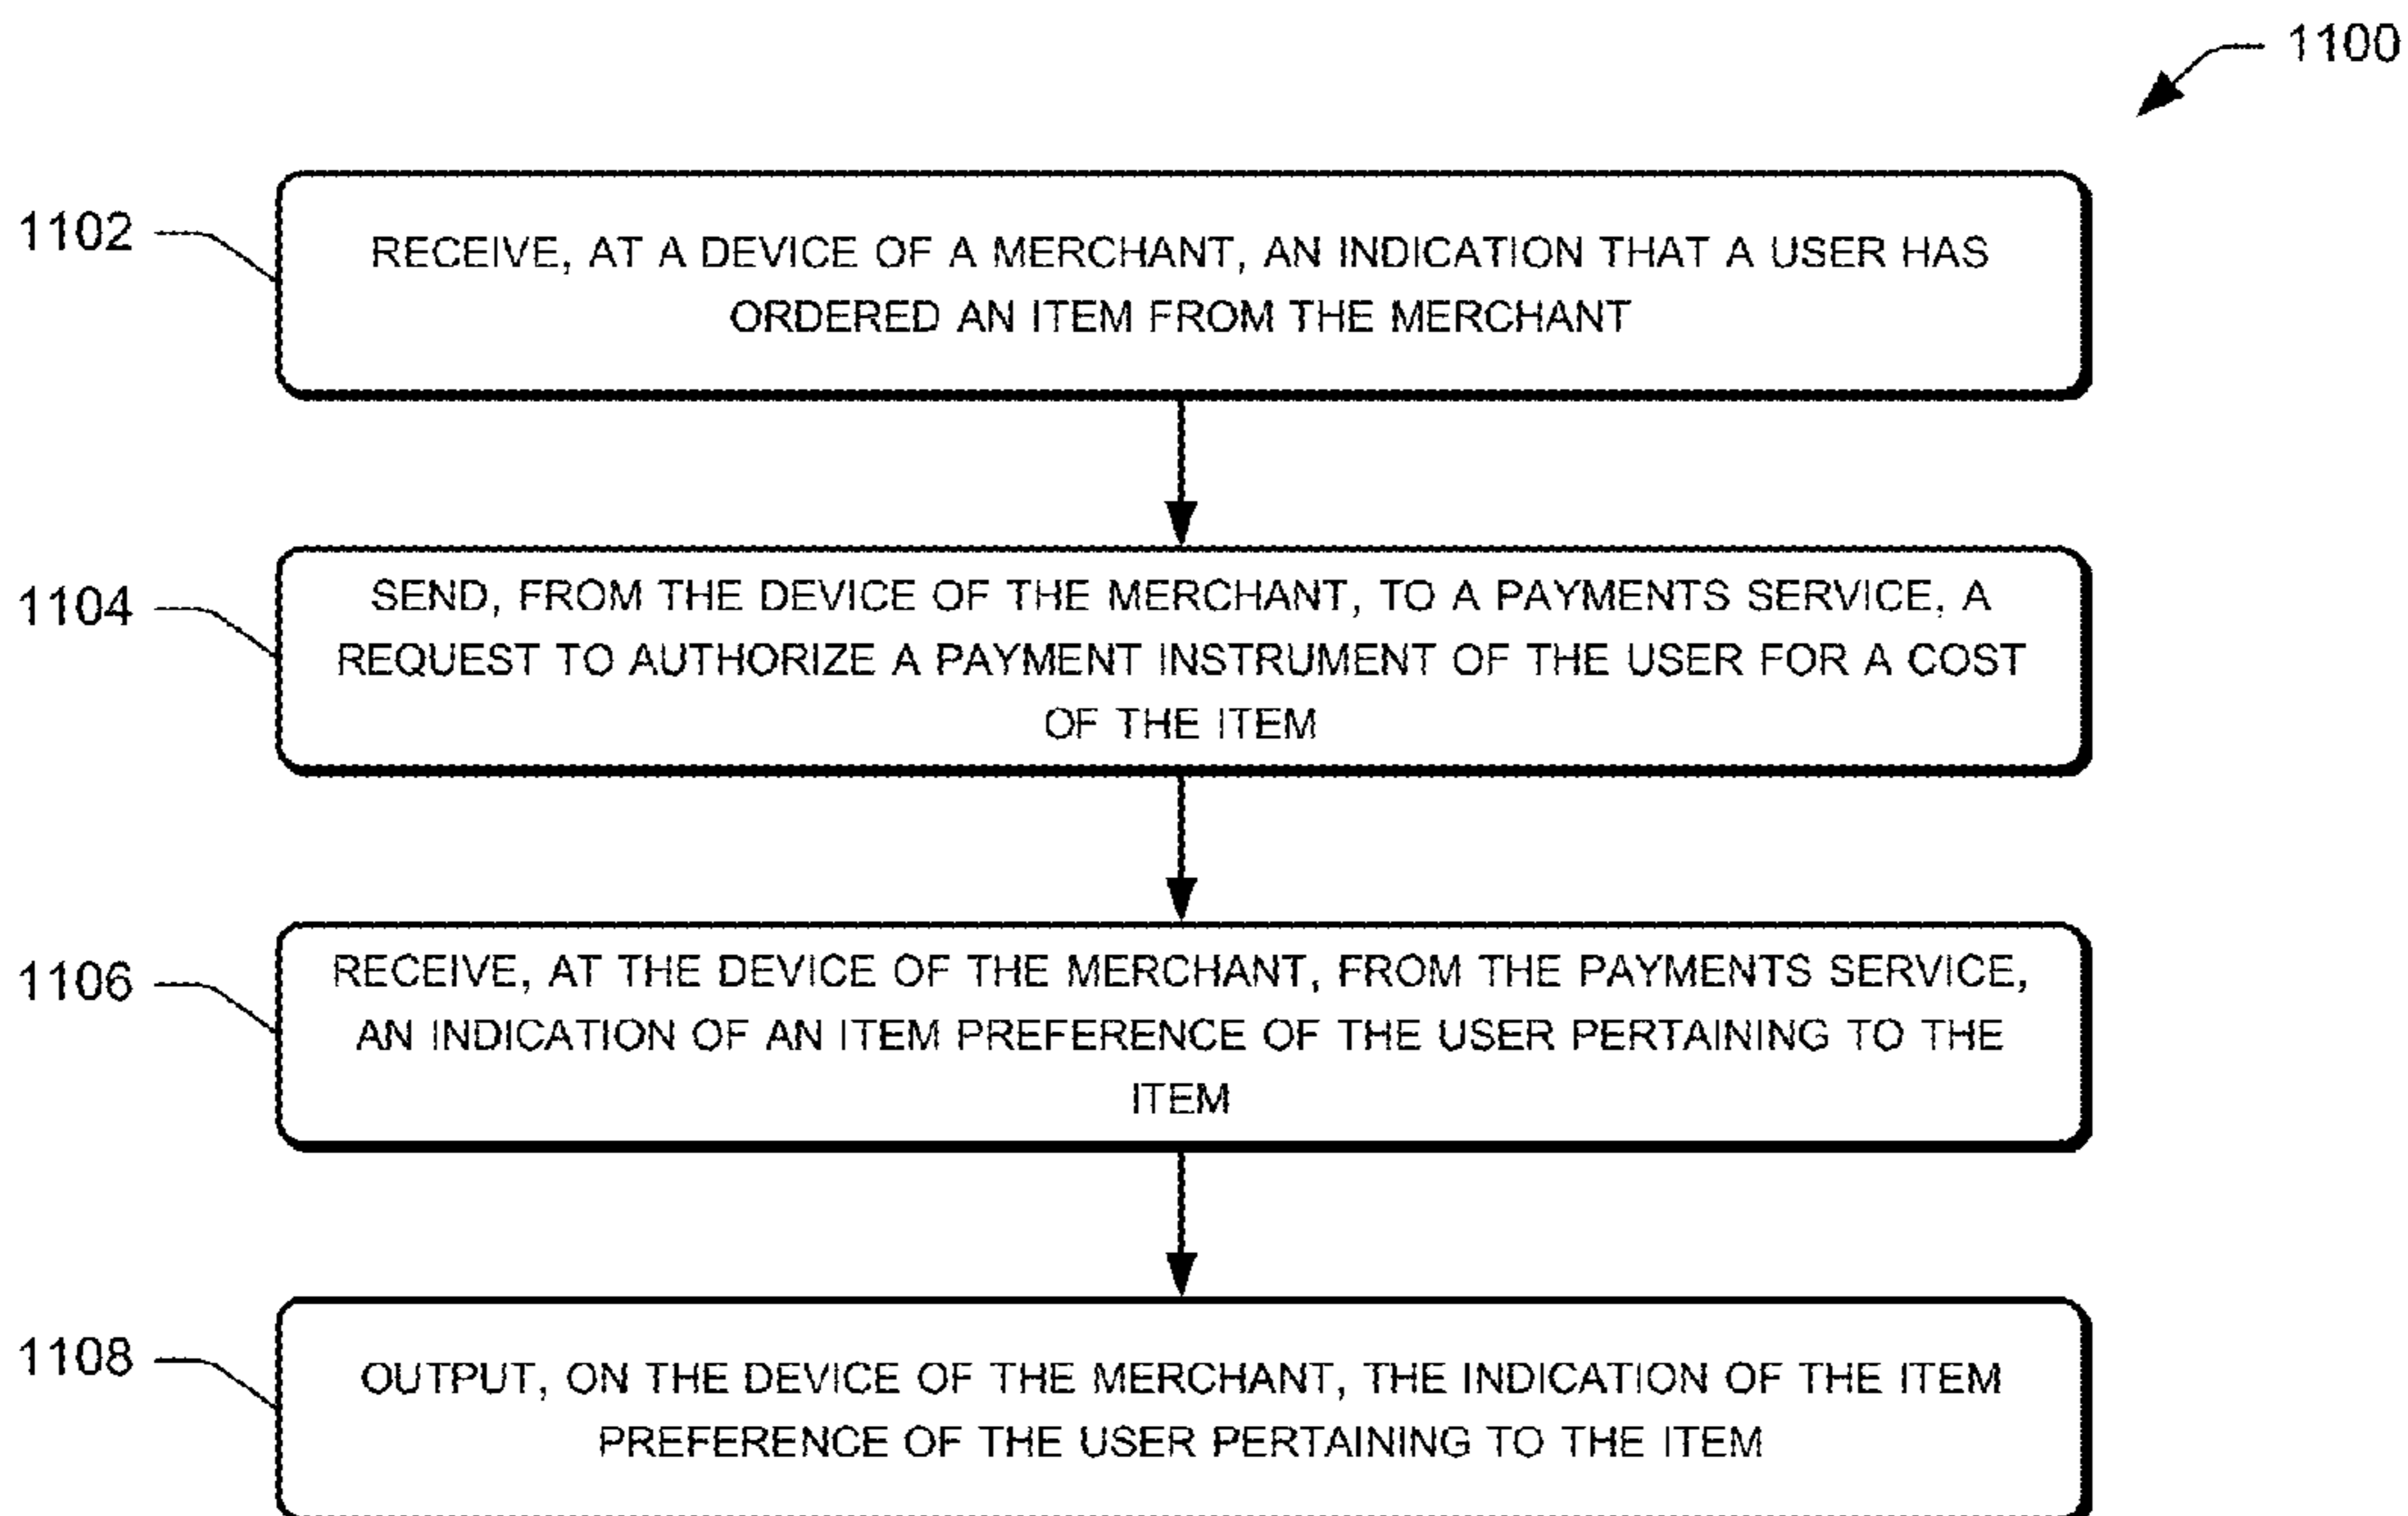 1100
1102
RECEIVE, AT A DEVICE OF A MERCHANT, AN INDICATION THAT A USER HAS
ORDERED AN ITEM FROM THE MERCHANT
1104
SEND, FROM THE DEVICE OF THE MERCHANT, TO A PAYMENTS SERVICE, A
REQUEST TO AUTHORIZE A PAYMENT INSTRUMENT OF THE USER FOR A COST
OF THE ITEM
1106
RECEIVE, AT THE DEVICE OF THE MERCHANT, FROM THE PAYMENTS SERVICE,
AN INDICATION OF AN ITEM PREFERENCE OF THE USER PERTAINING TO THE
ITEM
1108
OUTPUT, ON THE DEVICE OF THE MERCHANT, THE INDICATION OF THE ITEM
PREFERENCE OF THE USER PERTAINING TO THE ITEM